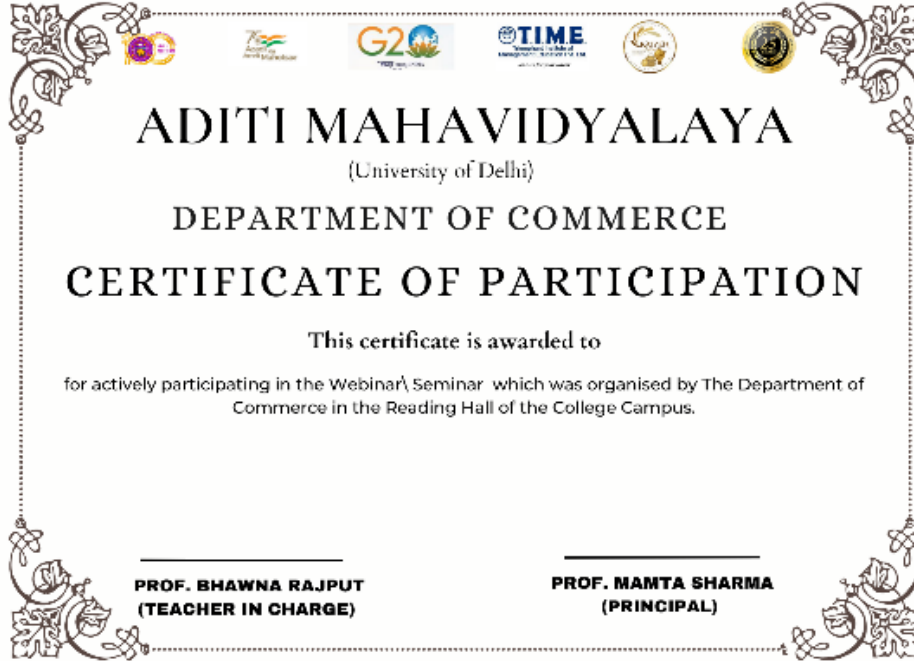 G20
T.I.M.E.
25
ADITI MAHAVIDYALAYA
(University of Delhi)
DEPARTMENT OF COMMERCE
CERTIFICATE OF PARTICIPATION
This certificate is awarded to
for actively participating in the Webinar\ Seminar which was organised by The Department of
Commerce in the Reading Hall of the College Campus.
PROF. BHAWNA RAJPUT
(TEACHER IN CHARGE)
PROF. MAMTA SHARMA
(PRINCIPAL)